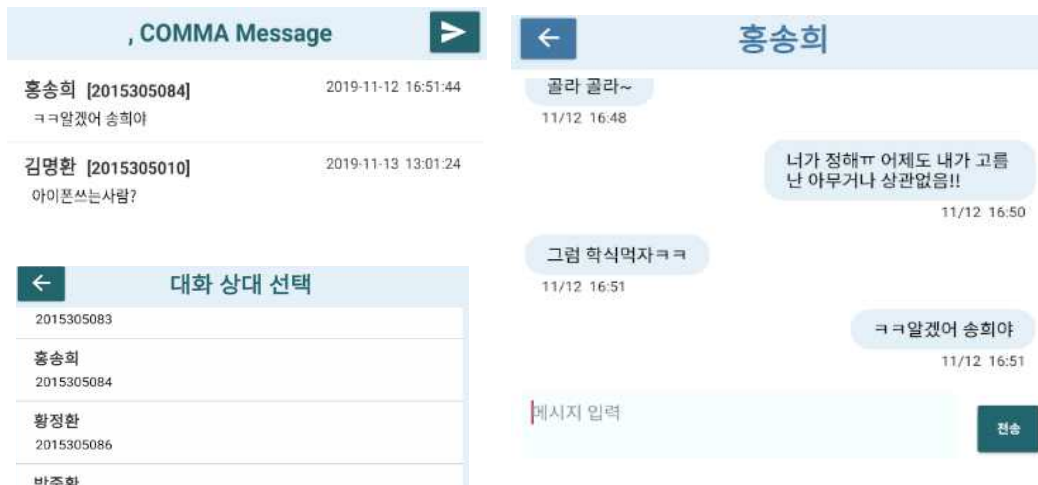 , COMMA Message
홍송희 [2015305084] 2019-11-12 16:51:44
ㅋㅋ알겠어 송희야
김명환 [2015305010] 2019-11-13 13:01:24
아이폰쓰는사람?
대화 상대 선택
2015305083
홍송희
2015305084
황정환
2015305086
홍송희
골라 골라~
11/12 16:48
너가 정해ㅠ 어제도 내가 고름
난 아무거나 상관없음!!
11/12 16:50
그럼 학식먹자ㅋㅋ
11/12 16:51
ㅋㅋ알겠어 송희야
11/12 16:51
메시지 입력
전송